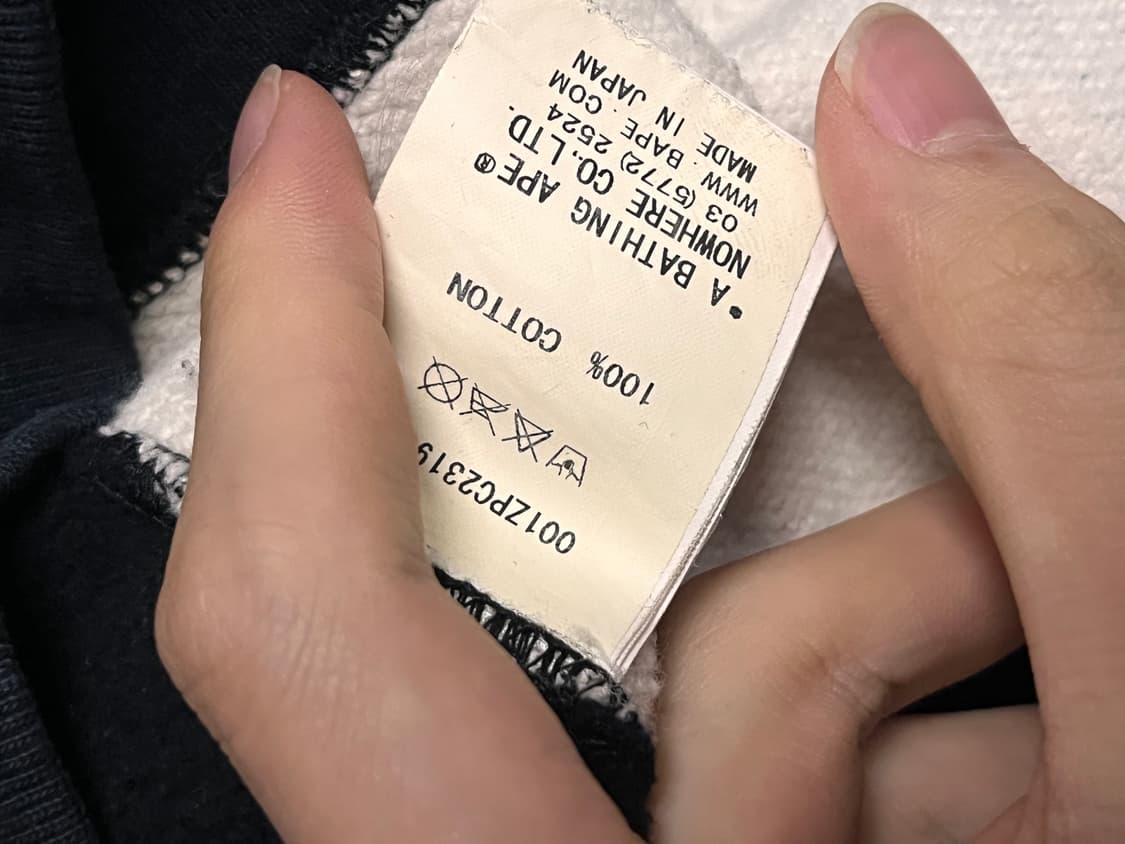 001ZPC2319
100% COTTON
•A BATHING APE®
NOWHERE CO.,LTD.
03 (5772) 2524
WWW.BAPE.COM
MADE IN JAPAN